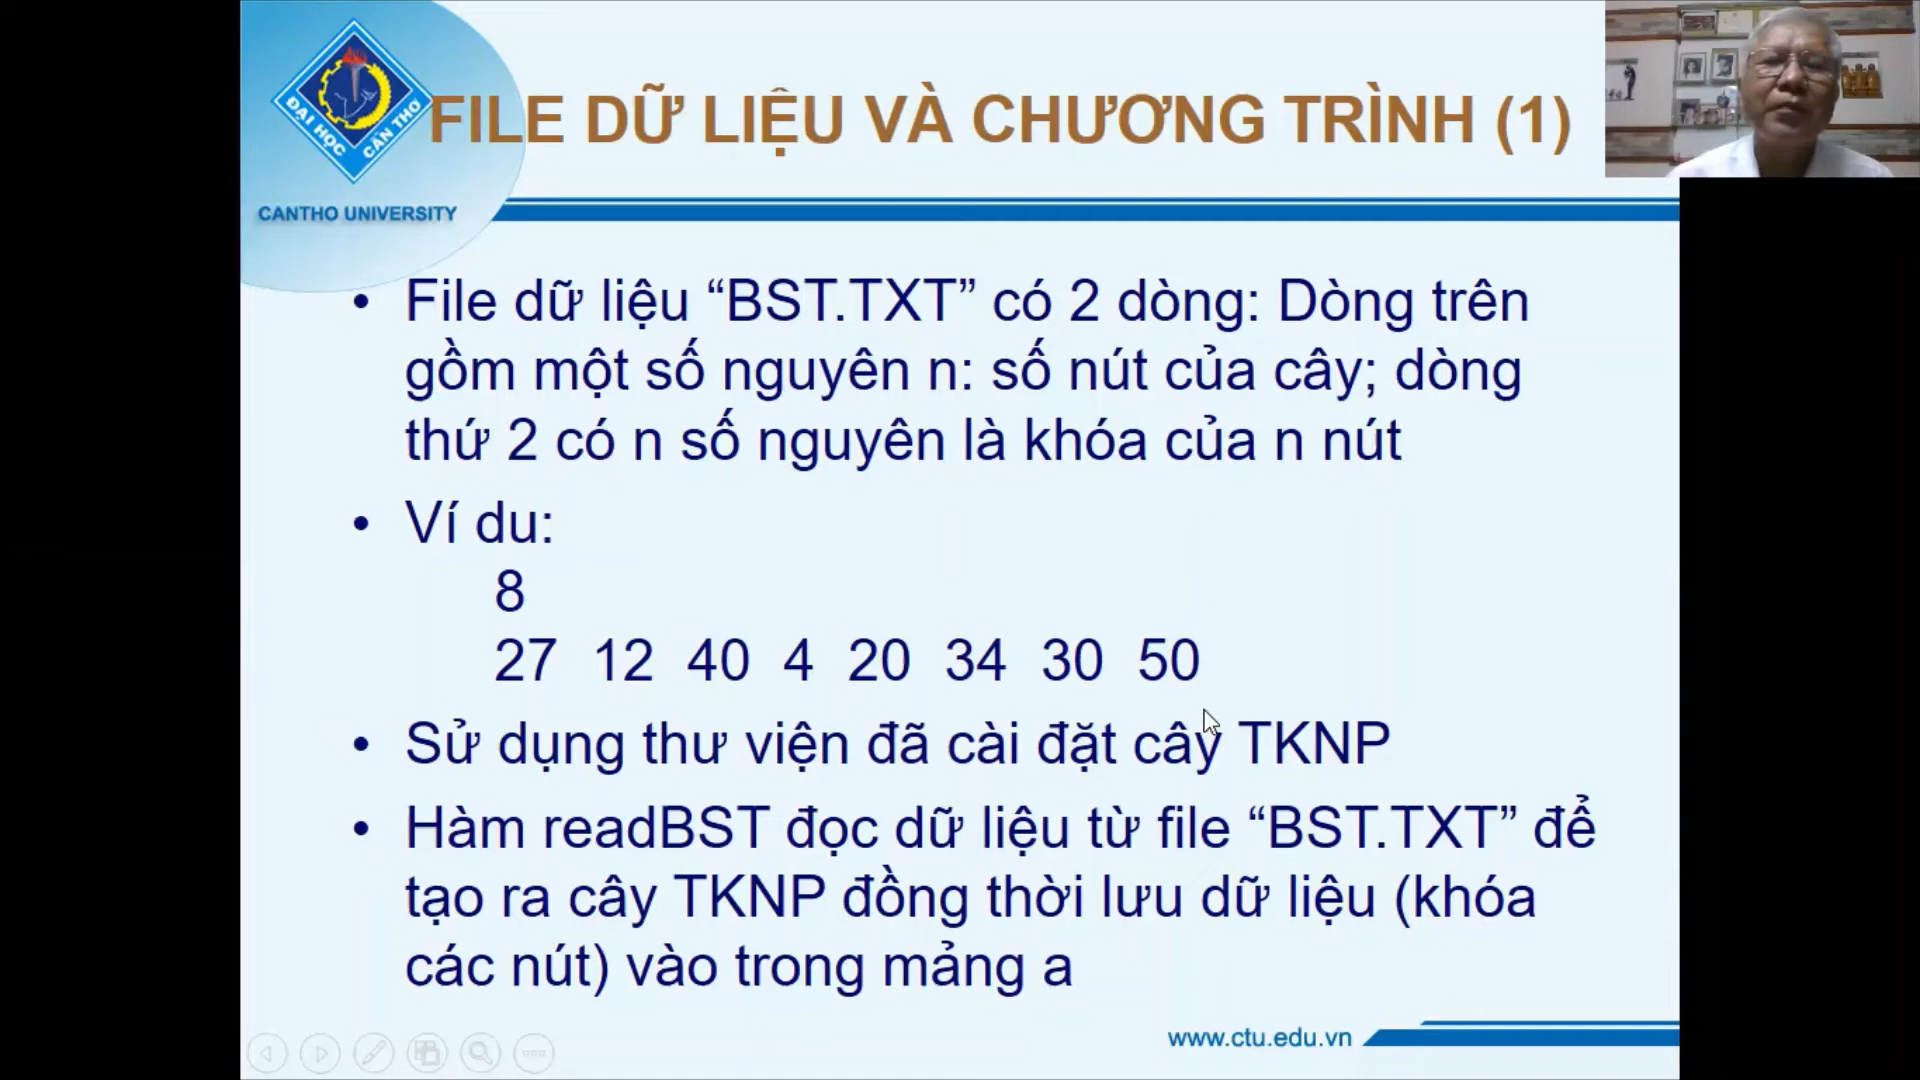 ĐẠI HỌC CẦN THƠ
CANTHO UNIVERSITY
FILE DỮ LIỆU VÀ CHƯƠNG TRÌNH (1)
• File dữ liệu “BST.TXT” có 2 dòng: Dòng trên
gồm một số nguyên n: số nút của cây; dòng
thứ 2 có n số nguyên là khóa của n nút
• Ví du:
8
27 12 40 4 20 34 30 50
• Sử dụng thư viện đã cài đặt cây TKNP
• Hàm readBST đọc dữ liệu từ file “BST.TXT” để
tạo ra cây TKNP đồng thời lưu dữ liệu (khóa
các nút) vào trong mảng a
www.ctu.edu.vn